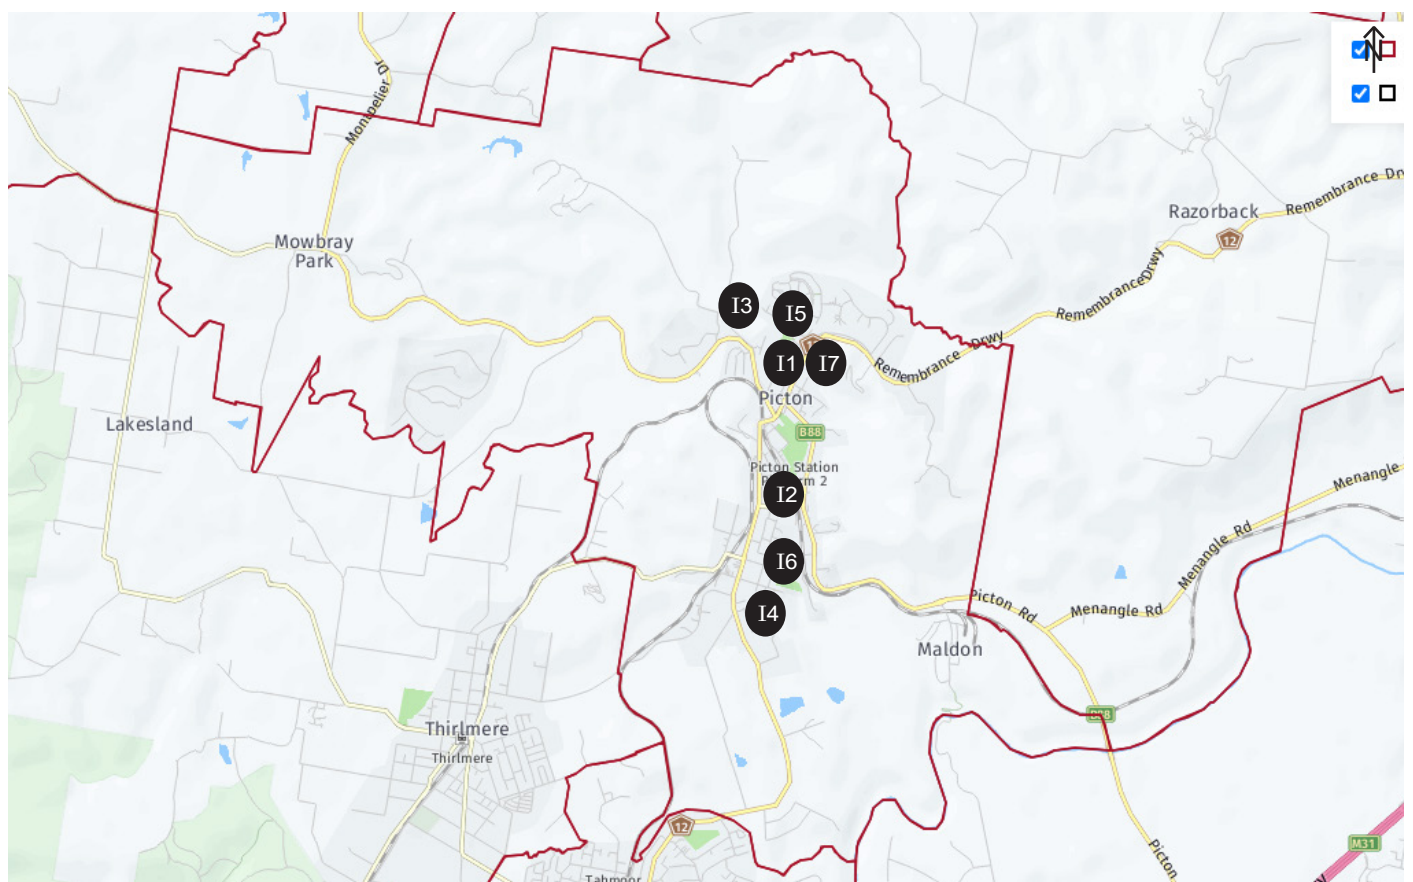 Montpelier Dr
N
Remembrance Drwy
Razorback
12
Mowbray
Park
Remembrance Drwy
I3
I5
Remembrance Drwy
I1
I7
Picton
Lakesland
B88
Picton Station
2
I2
Menangle
Menangle Rd
I6
Picton Rd
Menangle Rd
I4
Maldon
B88
Thirlmere
Thirlmere
12
M31
Picton
Tahmoor